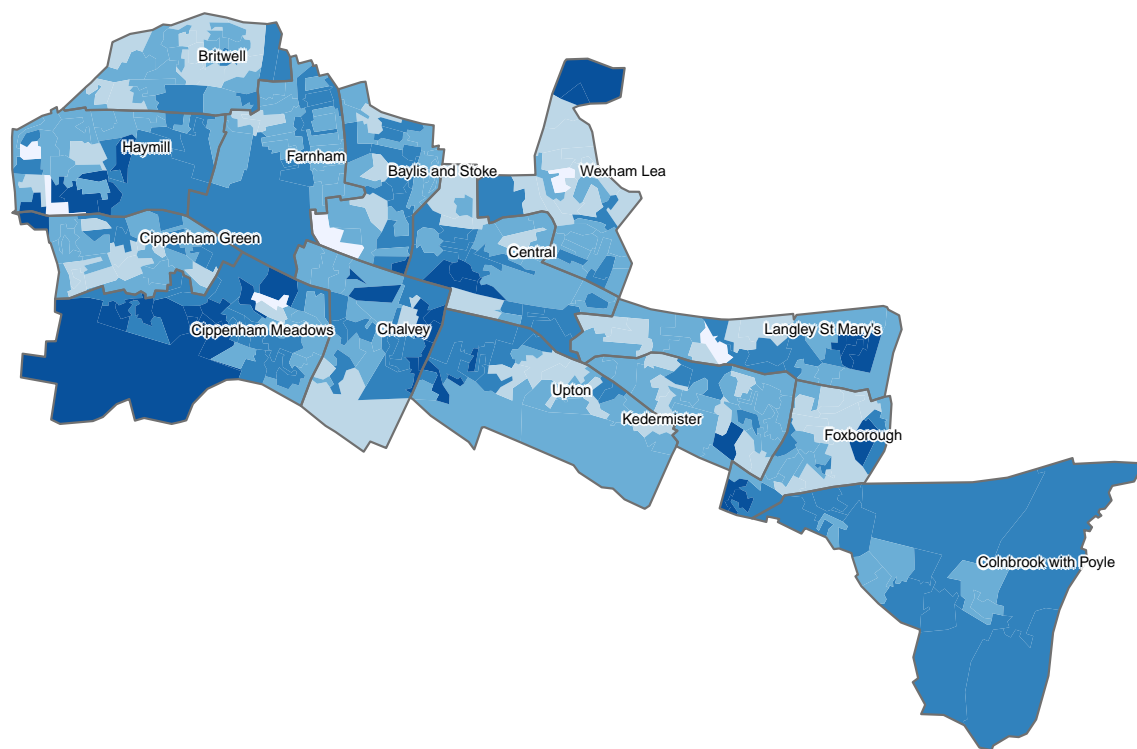 Britwell
Haymill
Farnham
Baylis and Stoke
Wexham Lea
Cippenham Green
Central
Cippenham Meadows
Chalvey
Langley St Mary's
Upton
Kedermister
Foxborough
Colnbrook with Poyle